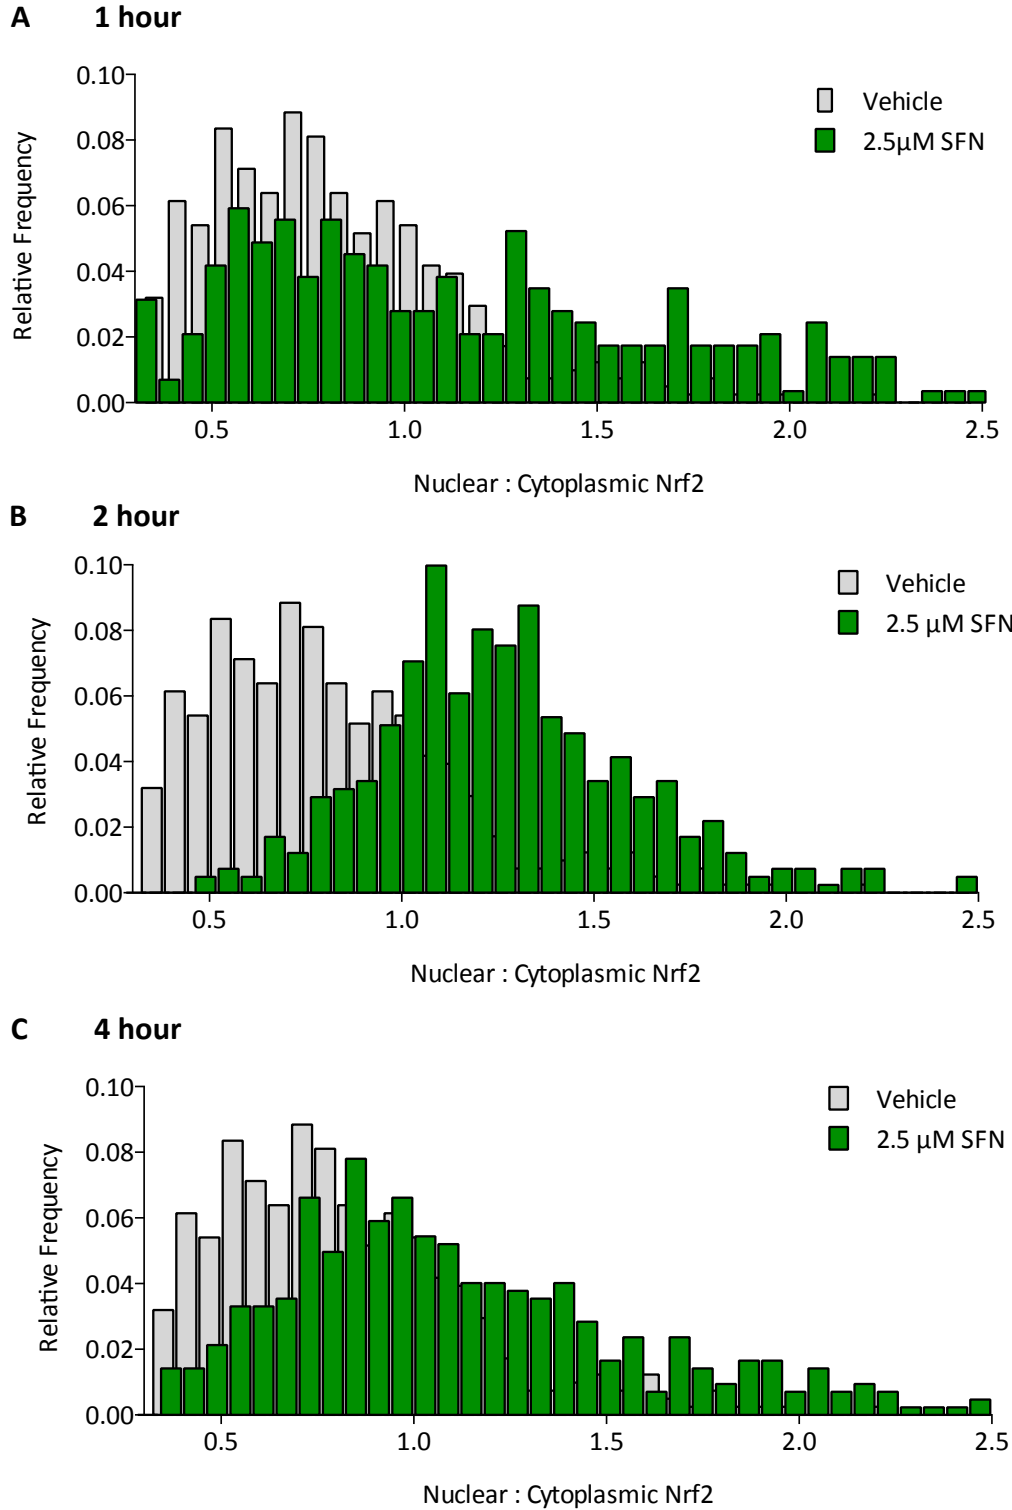 A 1 hour
0.10
0.08
0.06
0.04
0.02
0.00
Relative Frequency
Vehicle
2.5µM SFN
0.5 1.0 1.5 2.0 2.5
Nuclear : Cytoplasmic Nrf2
B 2 hour
0.10
0.08
0.06
0.04
0.02
0.00
Relative Frequency
Vehicle
2.5 µM SFN
0.5 1.0 1.5 2.0 2.5
Nuclear : Cytoplasmic Nrf2
C 4 hour
0.10
0.08
0.06
0.04
0.02
0.00
Relative Frequency
Vehicle
2.5 µM SFN
0.5 1.0 1.5 2.0 2.5
Nuclear : Cytoplasmic Nrf2